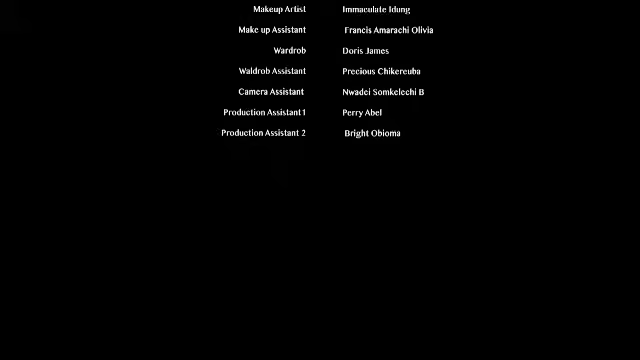 Makeup Artist Immaculate Idung
Make up Assistant Francis Amarachi Olivia
Wardrob Doris James
Waldrob Assistant Precious Chikereuba
Camera Assistant Nwadei Somkelechi B
Production Assistant 1 Perry Abel
Production Assistant 2 Bright Obioma